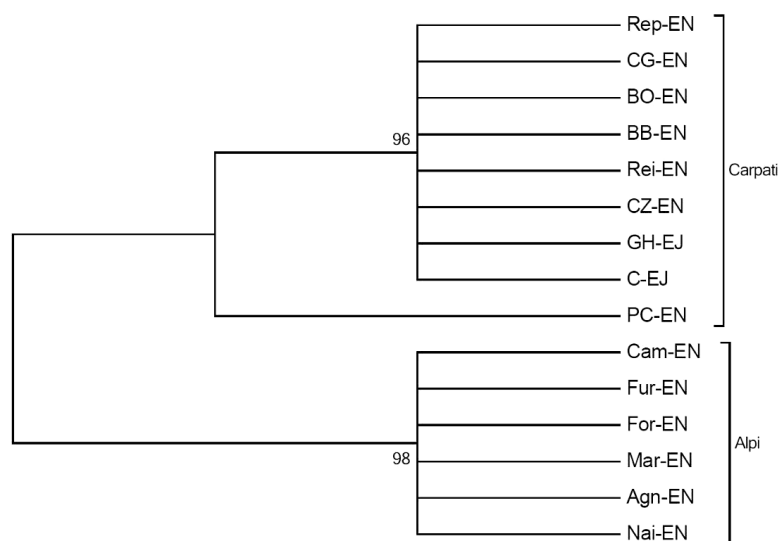 Rep-EN
CG-EN
BO-EN
BB-EN
96
Rei-EN
Carpati
CZ-EN
GH-EJ
C-EJ
PC-EN
Cam-EN
Fur-EN
For-EN
Alpi
98
Mar-EN
Agn-EN
Nai-EN